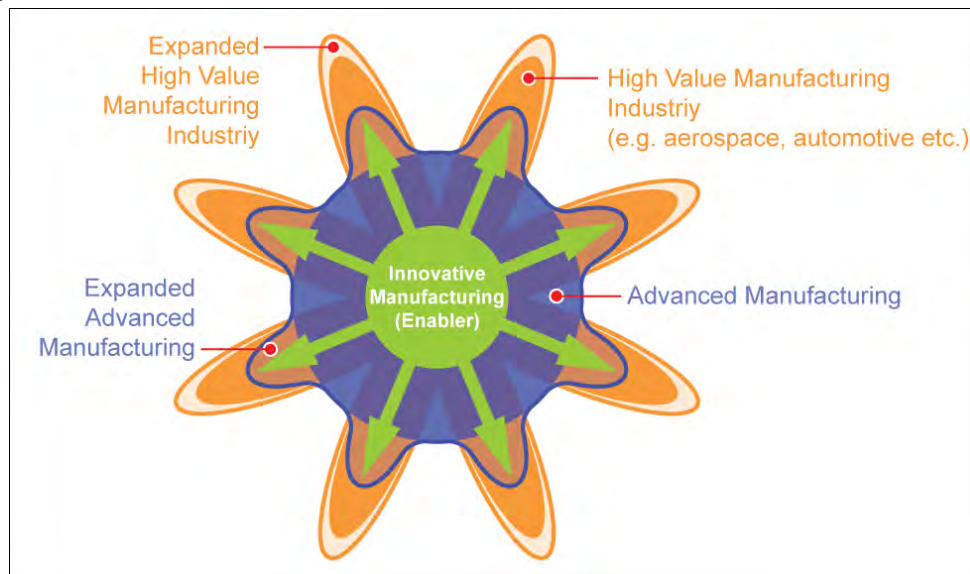 Expanded
High Value
Manufacturing
Industriy
High Value Manufacturing
Industriy
(e.g. aerospace, automotive etc.)
Innovative
Manufacturing
(Enabler)
Expanded
Advanced
Manufacturing
Advanced Manufacturing